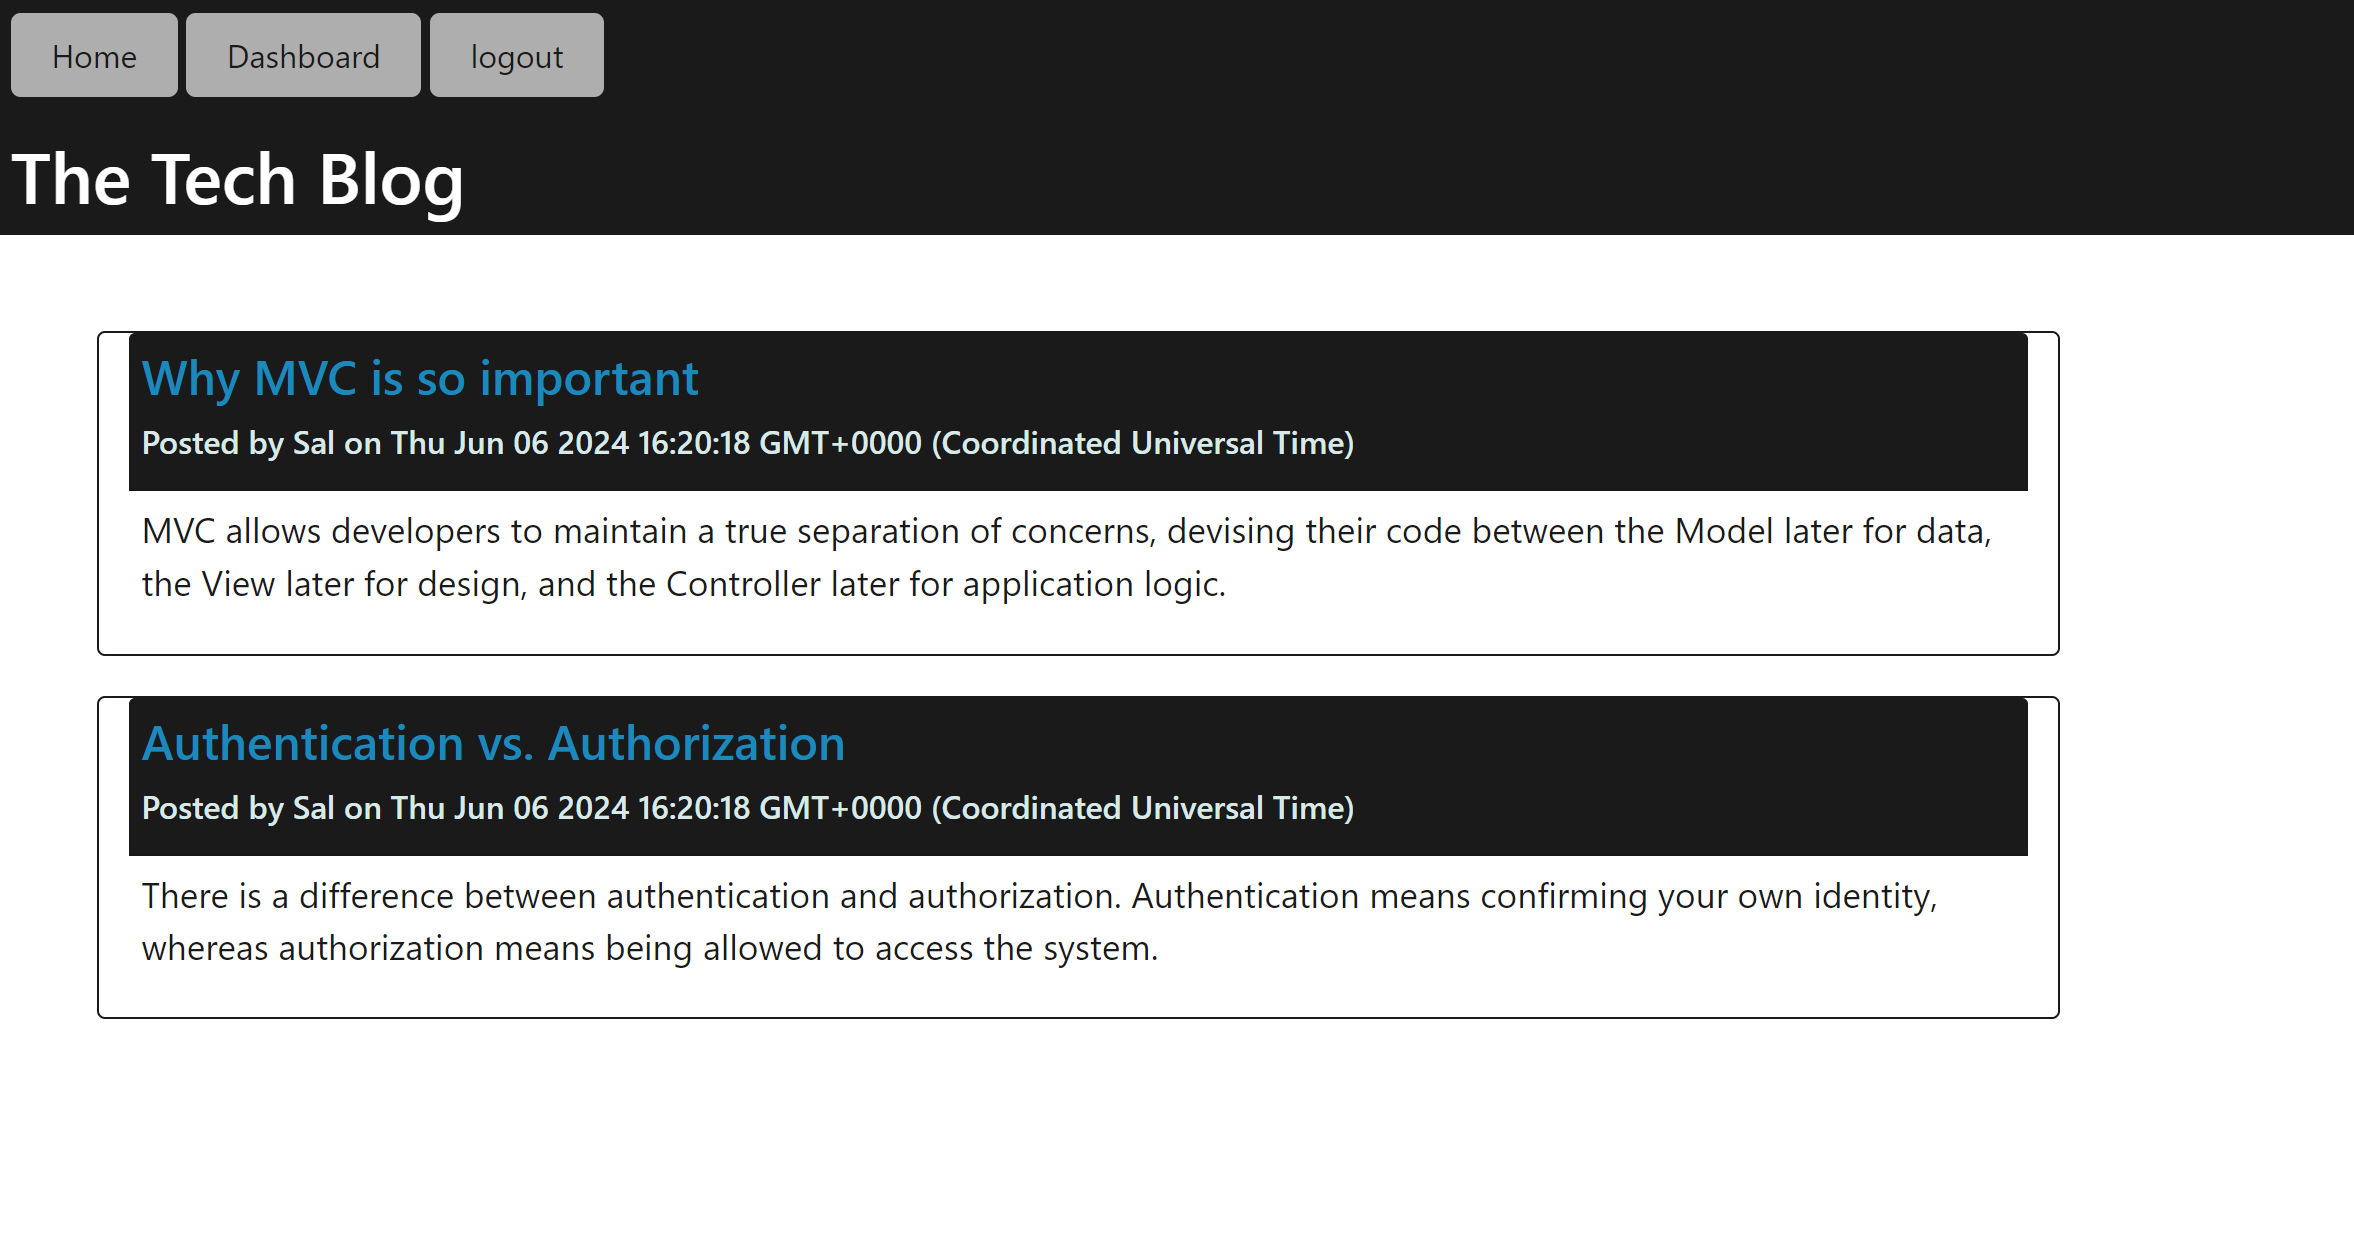 Home Dashboard logout
The Tech Blog
Why MVC is so important
Posted by Sal on Thu Jun 06 2024 16:20:18 GMT+0000 (Coordinated Universal Time)
MVC allows developers to maintain a true separation of concerns, devising their code between the Model later for data,
the View later for design, and the Controller later for application logic.
Authentication vs. Authorization
Posted by Sal on Thu Jun 06 2024 16:20:18 GMT+0000 (Coordinated Universal Time)
There is a difference between authentication and authorization. Authentication means confirming your own identity,
whereas authorization means being allowed to access the system.